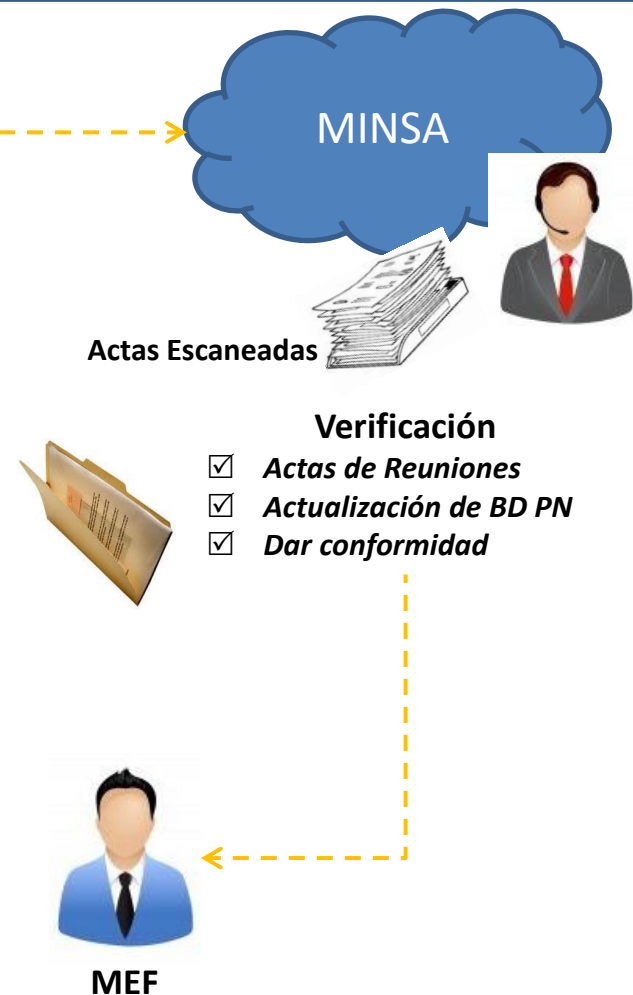 MINSA
Actas Escaneadas
Verificación
☑ Actas de Reuniones
☑ Actualización de BD PN
☑ Dar conformidad
MEF